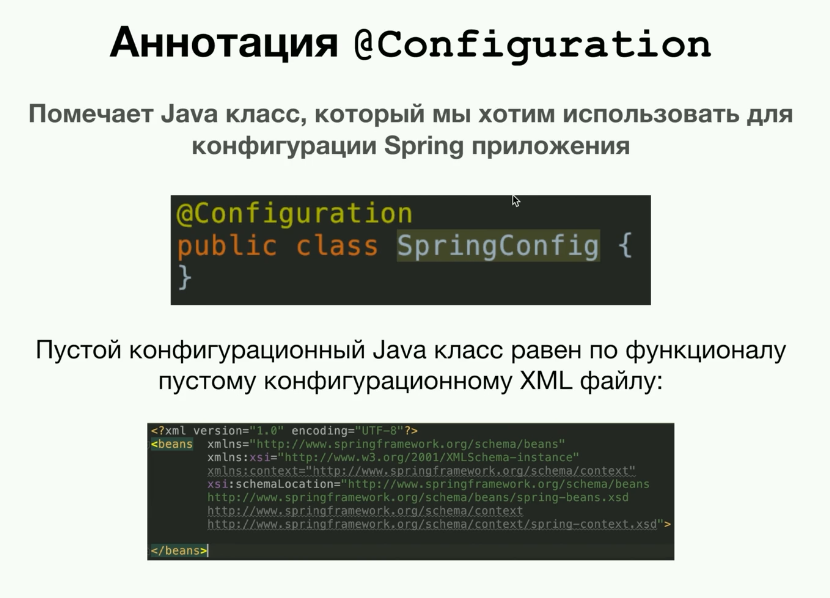 Аннотация @Configuration
Помечает Java класс, который мы хотим использовать для
конфигурации Spring приложения
@Configuration
public class SpringConfig {
}
Пустой конфигурационный Java класс равен по функционалу
пустому конфигурационному XML файлу:
<?xml version="1.0" encoding="UTF-8"?>
<beans xmlns="http://www.springframework.org/schema/beans"
xmlns:xsi="http://www.w3.org/2001/XMLSchema-instance"
xmlns:context="http://www.springframework.org/schema/context"
xsi:schemaLocation="http://www.springframework.org/schema/beans
http://www.springframework.org/schema/beans/spring-beans.xsd
http://www.springframework.org/schema/context
http://www.springframework.org/schema/context/spring-context.xsd">
</beans>